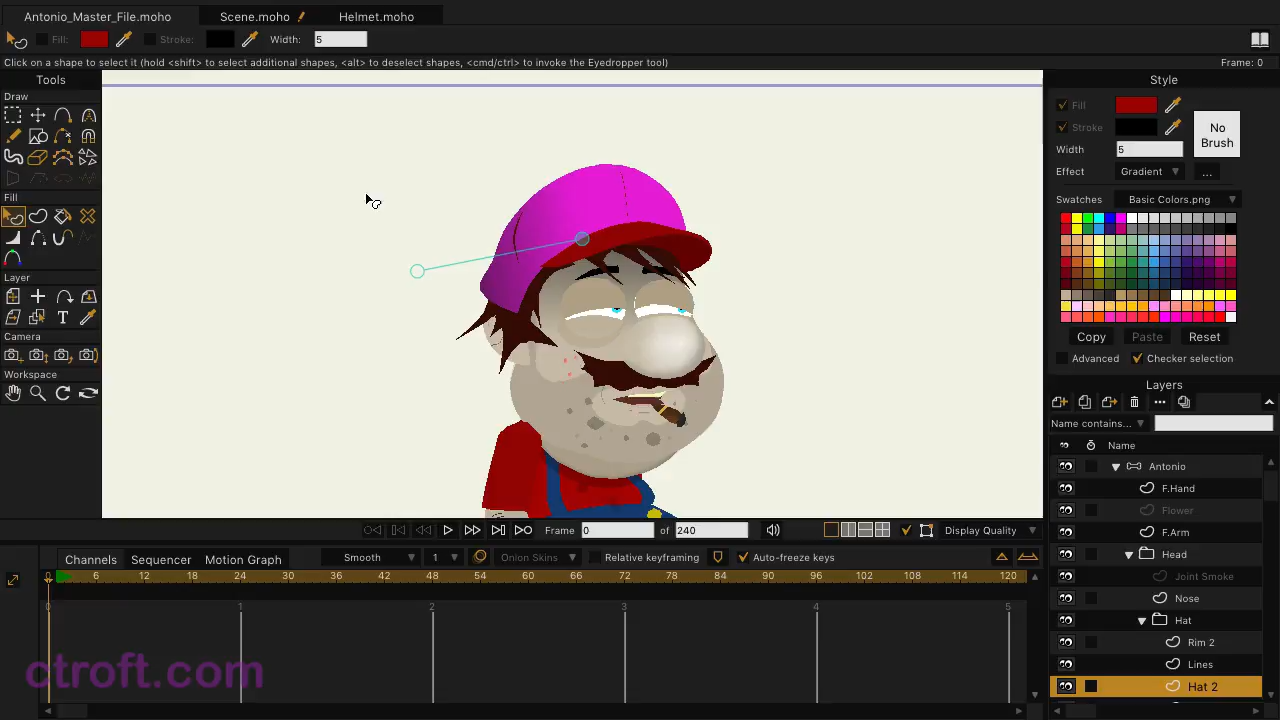 Antonio_Master_File.moho Scene.moho Helmet.moho
Fill: Stroke: Width: 5
Click on a shape to select it (hold <shift> to select additional shapes, <alt> to deselect shapes, <cmd/ctrl> to invoke the Eyedropper tool) Frame: 0
Tools
Draw
Fill
Layer
Camera
Workspace
Style
Fill
Stroke
No Brush
Width 5
Effect Gradient ...
Swatches Basic Colors.png
Copy Paste Reset
Advanced Checker selection
Layers
Name contains...
Name
Antonio
F.Hand
Flower
F.Arm
Head
Joint Smoke
Nose
Hat
Rim 2
Lines
Hat 2
Frame 0 of 240 Display Quality
Channels Sequencer Motion Graph Smooth 1 Onion Skins Relative keyframing Auto-freeze keys
0 6 12 18 24 30 36 42 48 54 60 66 72 78 84 90 96 102 108 114 120
0 1 2 3 4 5
ctroft.com